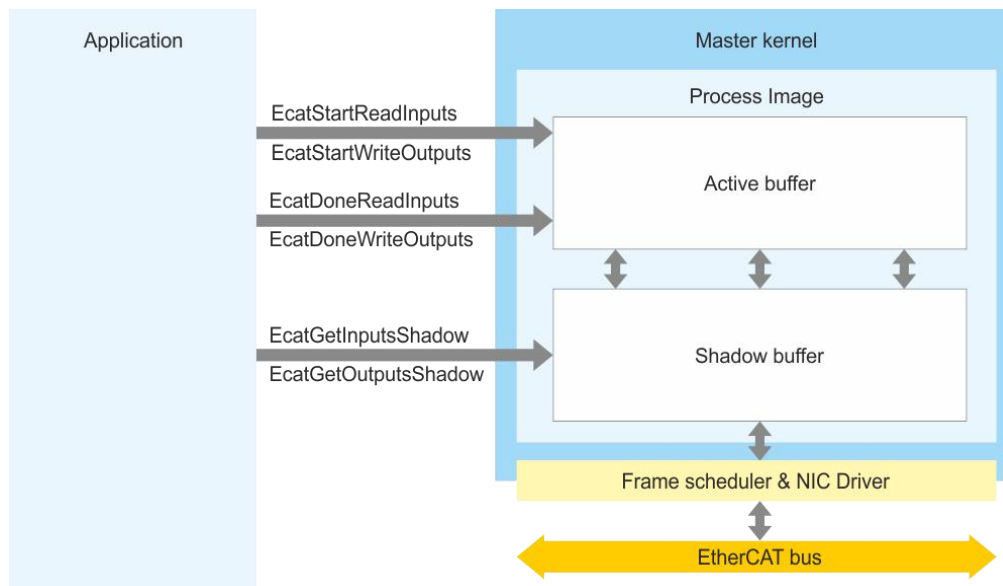 Application
Master kernel
Process Image
EcatStartReadInputs
EcatStartWriteOutputs
Active buffer
EcatDoneReadInputs
EcatDoneWriteOutputs
EcatGetInputsShadow
EcatGetOutputsShadow
Shadow buffer
Frame scheduler & NIC Driver
EtherCAT bus